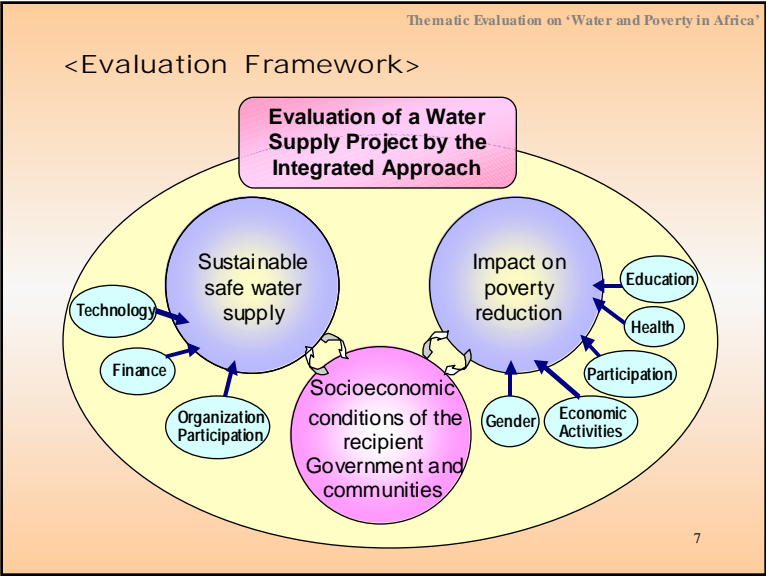 Thematic Evaluation on ‘Water and Poverty in Africa’
<Evaluation Framework>
Evaluation of a Water
Supply Project by the
Integrated Approach
Sustainable
safe water
supply
Impact on
poverty
reduction
Technology
Finance
Organization
Participation
Education
Health
Participation
Economic
Activities
Gender
Socioeconomic
conditions of the
recipient
Government and
communities
7